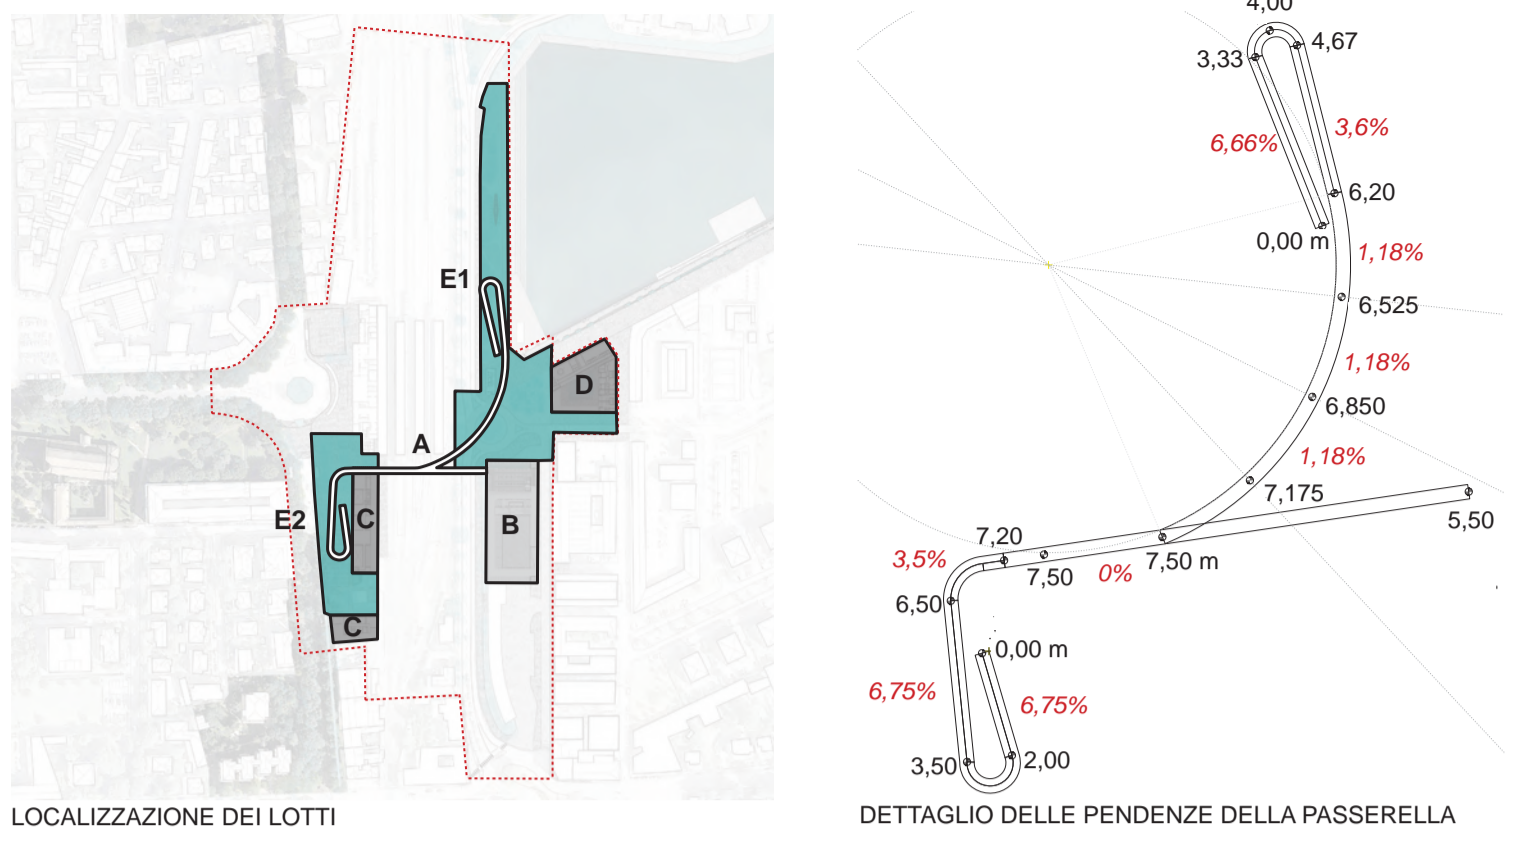 E1
D
A
E2
C
B
C
LOCALIZZAZIONE DEI LOTTI
4,00
3,33
4,67
6,66%
3,6%
6,20
0,00 m
1,18%
6,525
1,18%
6,850
1,18%
7,175
5,50
7,20
7,50 m
3,5%
7,50
0%
6,50
0,00 m
6,75%
6,75%
3,50
2,00
DETTAGLIO DELLE PENDENZE DELLA PASSERELLA